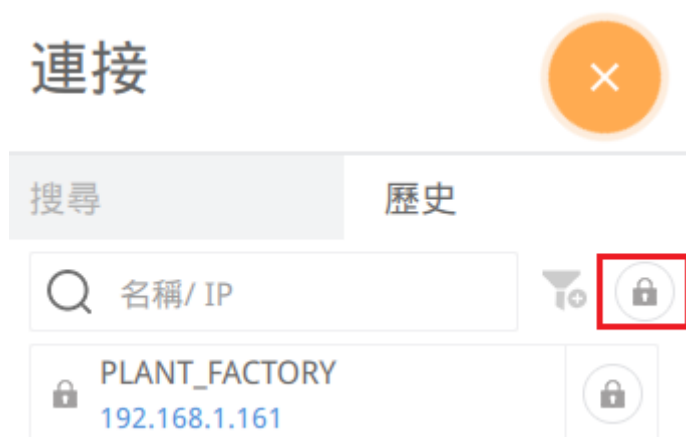 連接
搜尋
歷史
名稱/ IP
PLANT_FACTORY
192.168.1.161